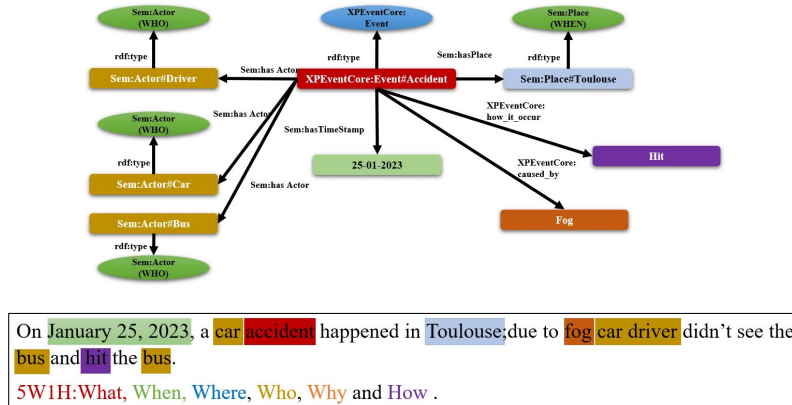 Sem:Actor
(WHO)
XPEventCore:
Event
Sem:Place
(WHEN)
rdf:type
rdf:type
Sem:hasPlace
rdf:type
Sem:Actor#Driver
Sem:has Actor
XPEventCore:Event#Accident
Sem:Place#Toulouse
Sem:Actor
(WHO)
Sem:has Actor
XPEventCore:
how_it_occur
Sem:hasTimeStamp
rdf:type
25-01-2023
Hit
XPEventCore:
caused_by
Sem:Actor#Car
Sem:has Actor
Sem:Actor#Bus
Fog
rdf:type
Sem:Actor
(WHO)
On January 25, 2023, a car accident happened in Toulouse;due to fog car driver didn't see the
bus and hit the bus.
5W1H:What, When, Where, Who, Why and How .